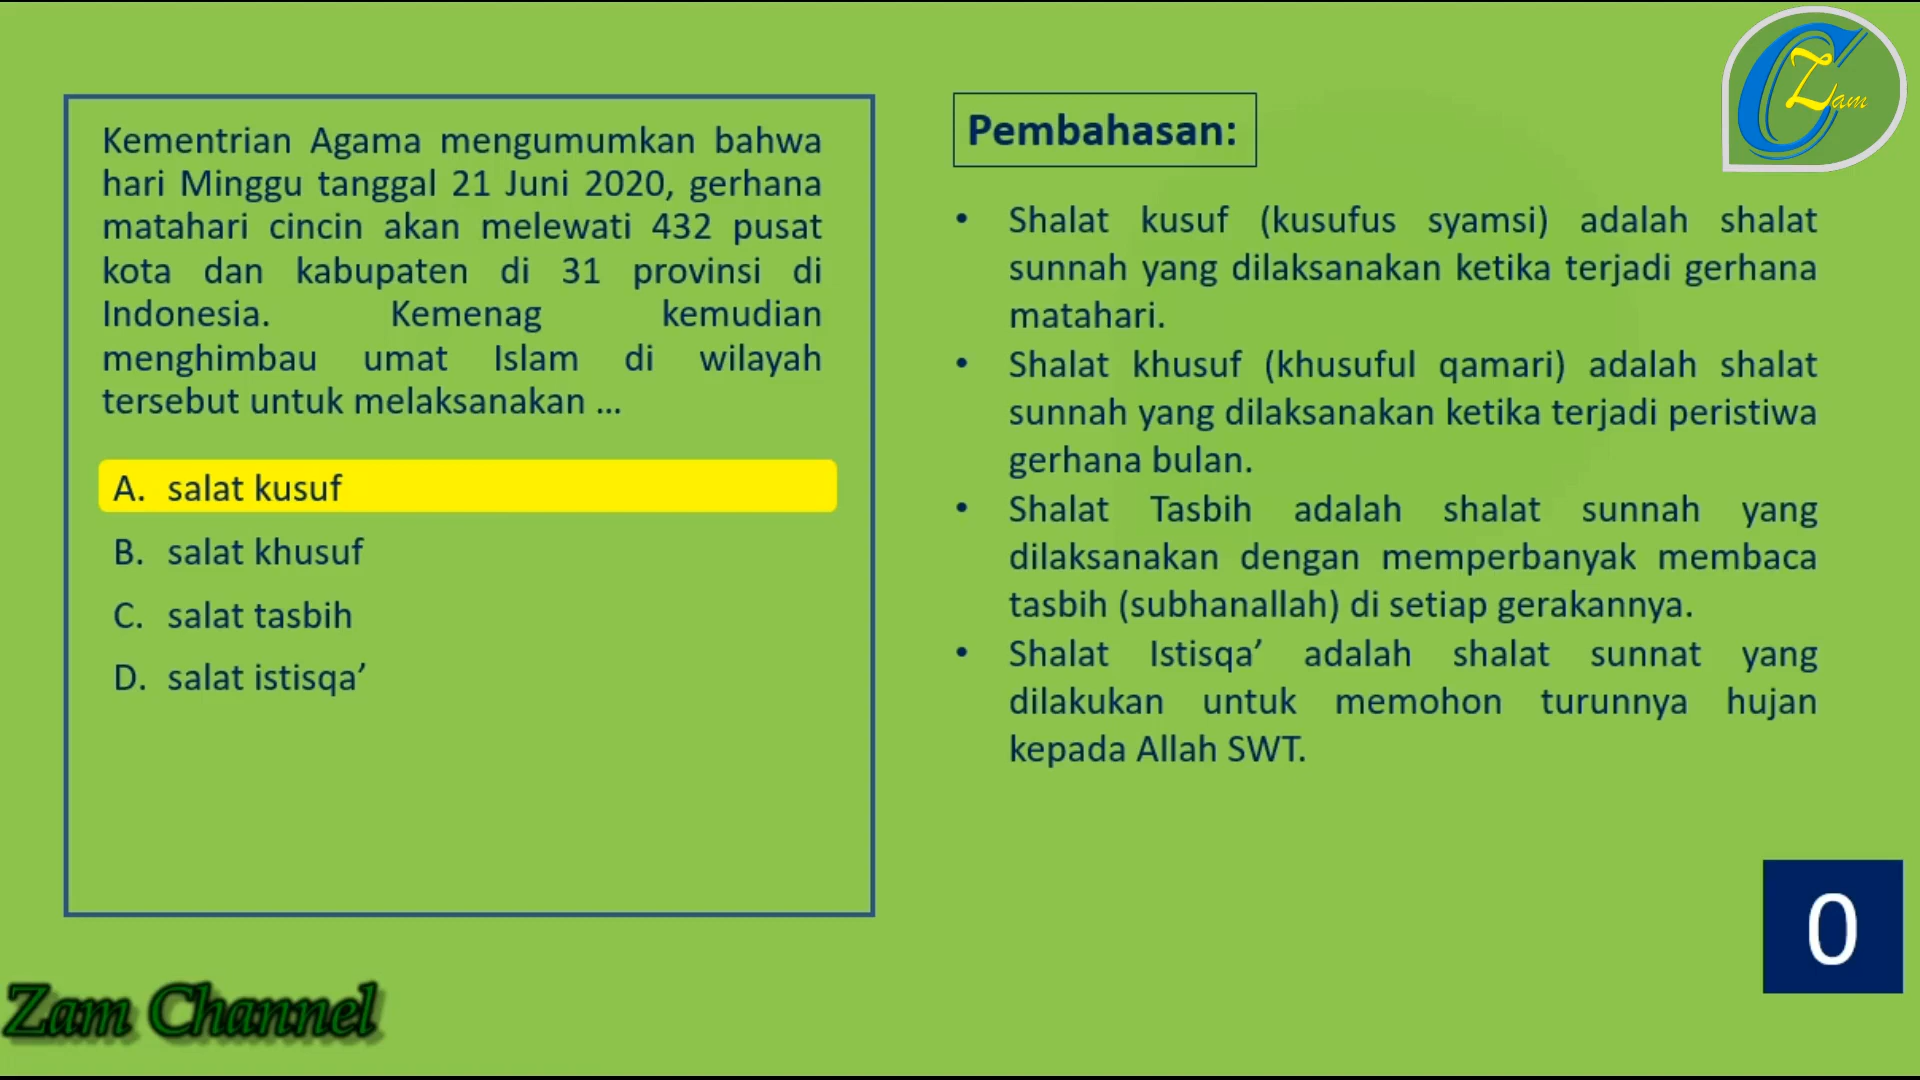 Kementrian Agama mengumumkan bahwa
hari Minggu tanggal 21 Juni 2020, gerhana
matahari cincin akan melewati 432 pusat
kota dan kabupaten di 31 provinsi di
Indonesia. Kemenag kemudian
menghimbau umat Islam di wilayah
tersebut untuk melaksanakan ...
A. salat kusuf
B. salat khusuf
C. salat tasbih
D. salat istisqa’
Pembahasan:
• Shalat kusuf (kusufus syamsi) adalah shalat
sunnah yang dilaksanakan ketika terjadi gerhana
matahari.
• Shalat khusuf (khusuful qamari) adalah shalat
sunnah yang dilaksanakan ketika terjadi peristiwa
gerhana bulan.
• Shalat Tasbih adalah shalat sunnah yang
dilaksanakan dengan memperbanyak membaca
tasbih (subhanallah) di setiap gerakannya.
• Shalat Istisqa’ adalah shalat sunnat yang
dilakukan untuk memohon turunnya hujan
kepada Allah SWT.
C Zam
0
Zam Channel